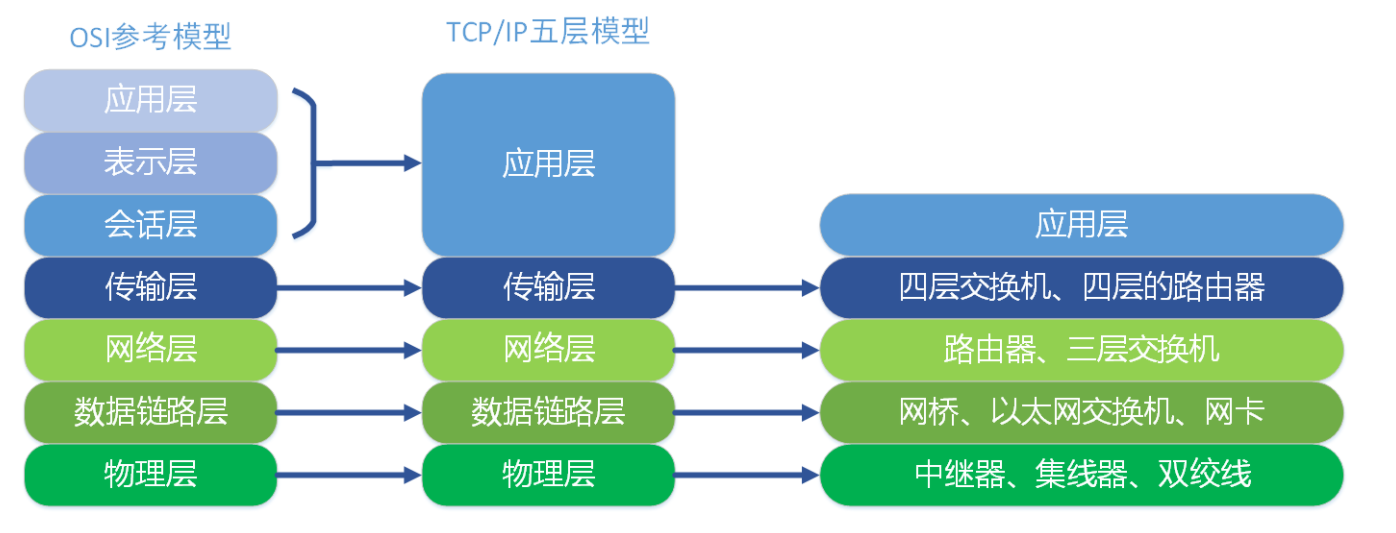 OSI参考模型
应用层
表示层
会话层
传输层
网络层
数据链路层
物理层
TCP/IP五层模型
应用层
传输层
网络层
数据链路层
物理层
应用层
四层交换机、四层的路由器
路由器、三层交换机
网桥、以太网交换机、网卡
中继器、集线器、双绞线